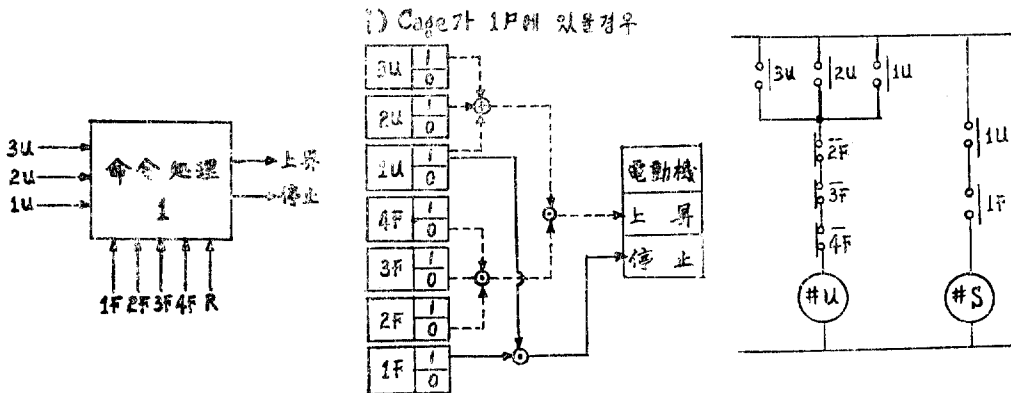 i) Cage가 1F에 있을경우
3U
2U
1U
命令処理
1
上昇
停止
1F 2F 3F 4F R
3U 1 0
2U 1 0
1U 1 0
4F 1 0
3F 1 0
2F 1 0
1F 1 0
電動機
上昇
停止
3U 2U 1U
2F
3F
4F
#U
1U
1F
#S